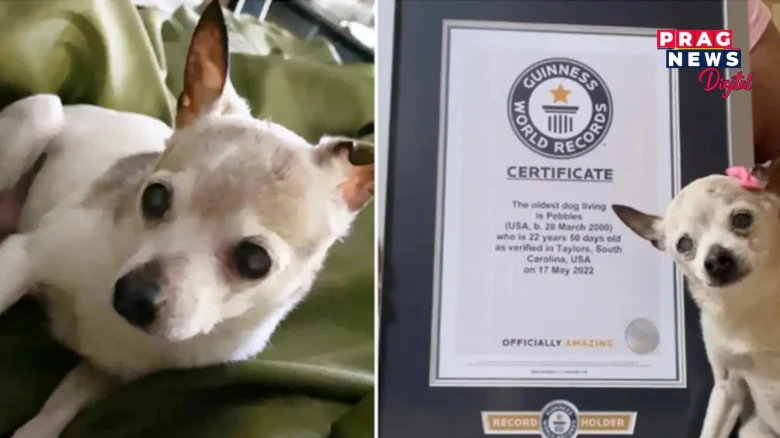 PRAG
NEWS
Digital
GUINNESS
WORLD RECORDS
CERTIFICATE
The oldest dog living
is Pebbles
(USA, b. 28 March 2000)
who is 22 years 50 days old
as verified in Taylors, South
Carolina, USA
on 17 May 2022
OFFICIALLY AMAZING
RECORD HOLDER